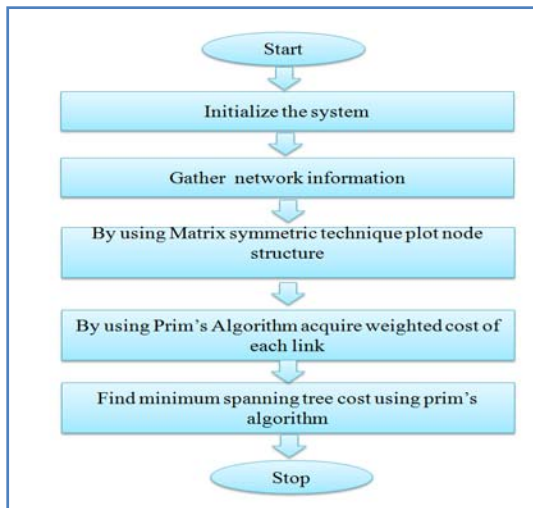 Start
Initialize the system
Gather network information
By using Matrix symmetric technique plot node
structure
By using Prim's Algorithm acquire weighted cost of
each link
Find minimum spanning tree cost using prim's
algorithm
Stop